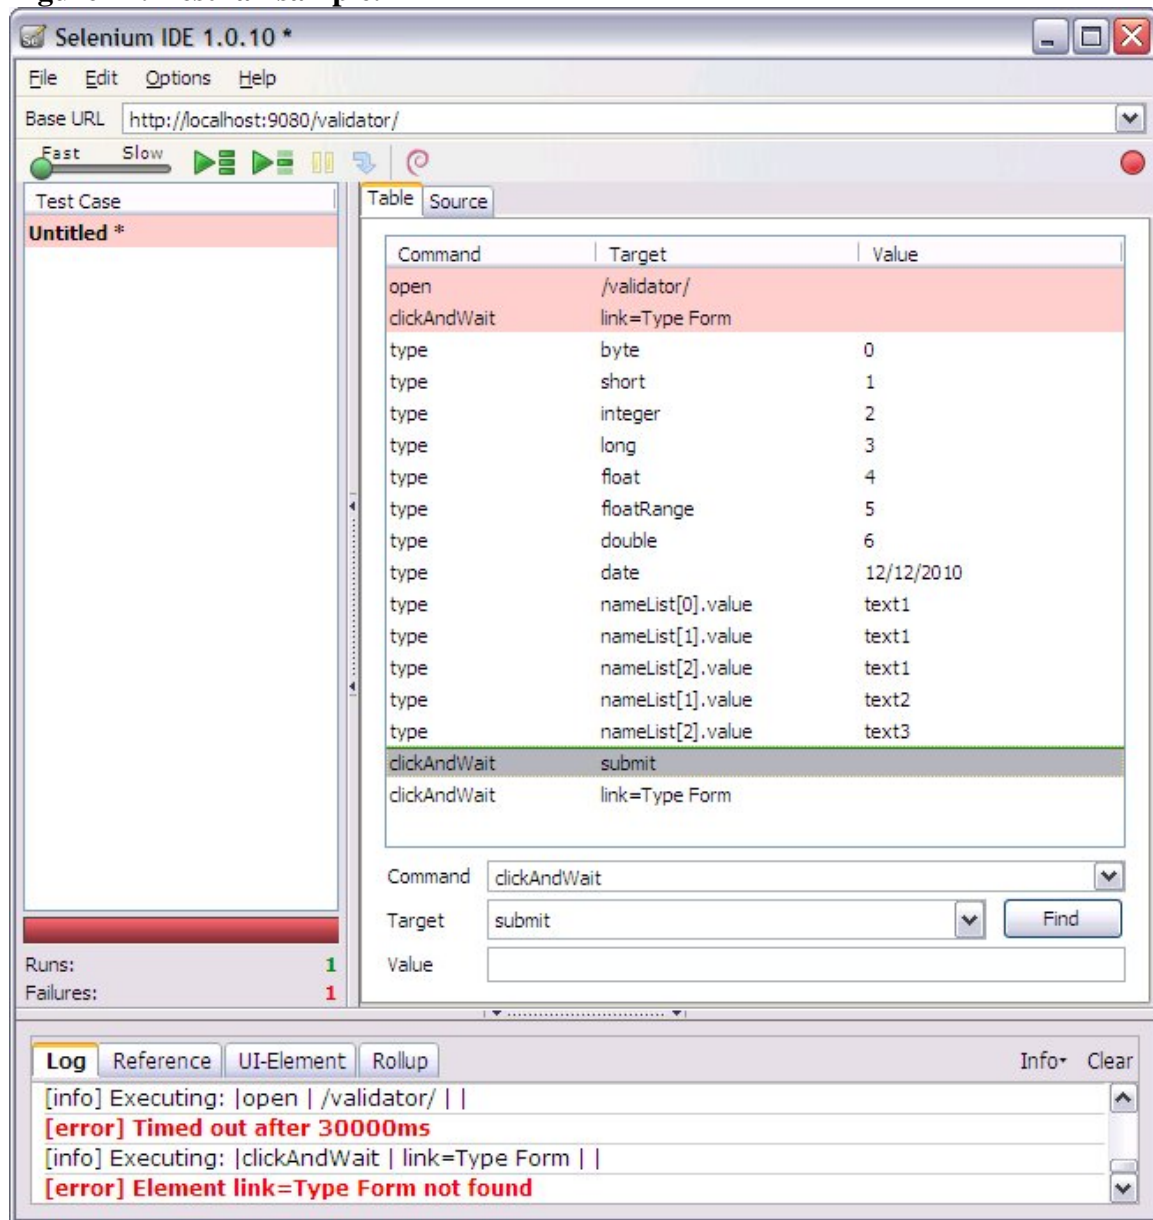 Selenium IDE 1.0.10 *
File Edit Options Help
Base URL http://localhost:9080/validator/
Fast Slow
Test Case
Untitled *
Table Source
Command Target Value
open /validator/
clickAndWait link=Type Form
type byte 0
type short 1
type integer 2
type long 3
type float 4
type floatRange 5
type double 6
type date 12/12/2010
type nameList[0].value text1
type nameList[1].value text1
type nameList[2].value text1
type nameList[1].value text2
type nameList[2].value text3
clickAndWait submit
clickAndWait link=Type Form
Command clickAndWait
Target submit Find
Value
Runs: 1
Failures: 1
Log Reference UI-Element Rollup Info Clear
[info] Executing: |open | /validator/ | |
[error] Timed out after 30000ms
[info] Executing: |clickAndWait | link=Type Form | |
[error] Element link=Type Form not found